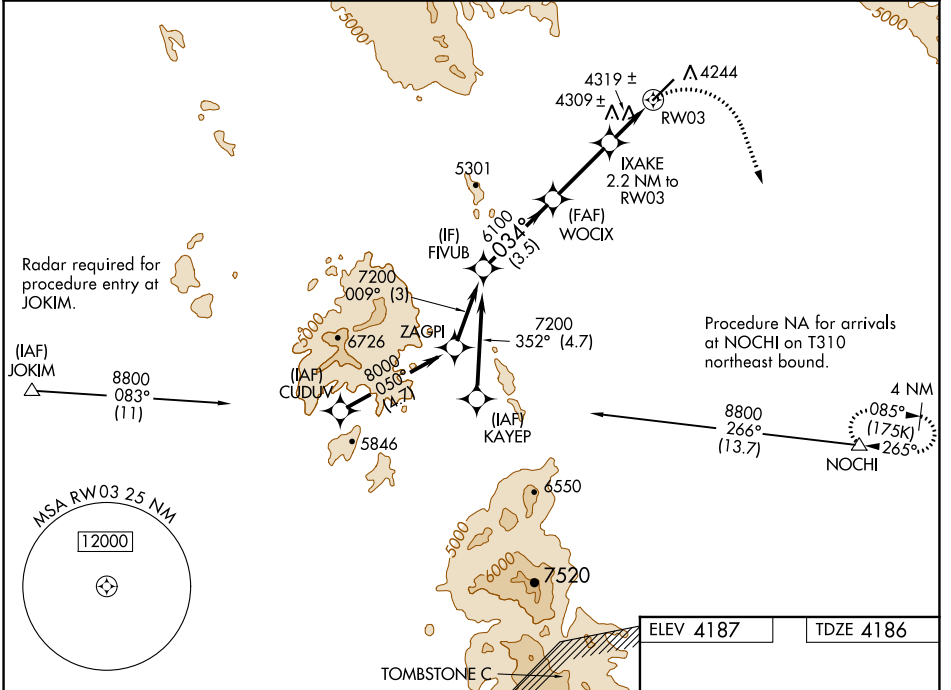 5000
5000
4319 ±
4309 ±
4244
RW03
IXAKE
2.2 NM to
RW03
5301
(FAF)
WOCIX
6100
034°
(3.5)
(IF)
FIVUB
Radar required for
procedure entry at
JOKIM.
7200
009° (3)
5000
ZAGPI
7200
352° (4.7)
Procedure NA for arrivals
at NOCHI on T310
northeast bound.
6726
(IAF)
JOKIM
8800
083°
(11)
(IAF)
CUDUV
8000
050°
(4.7)
(IAF)
KAYEP
8800
266°
(13.7)
4 NM
085°
(175K)
265°
NOCHI
5846
6550
5000
6000
7520
MSA RW03 25 NM
12000
ELEV 4187
TDZE 4186
TOMBSTONE C